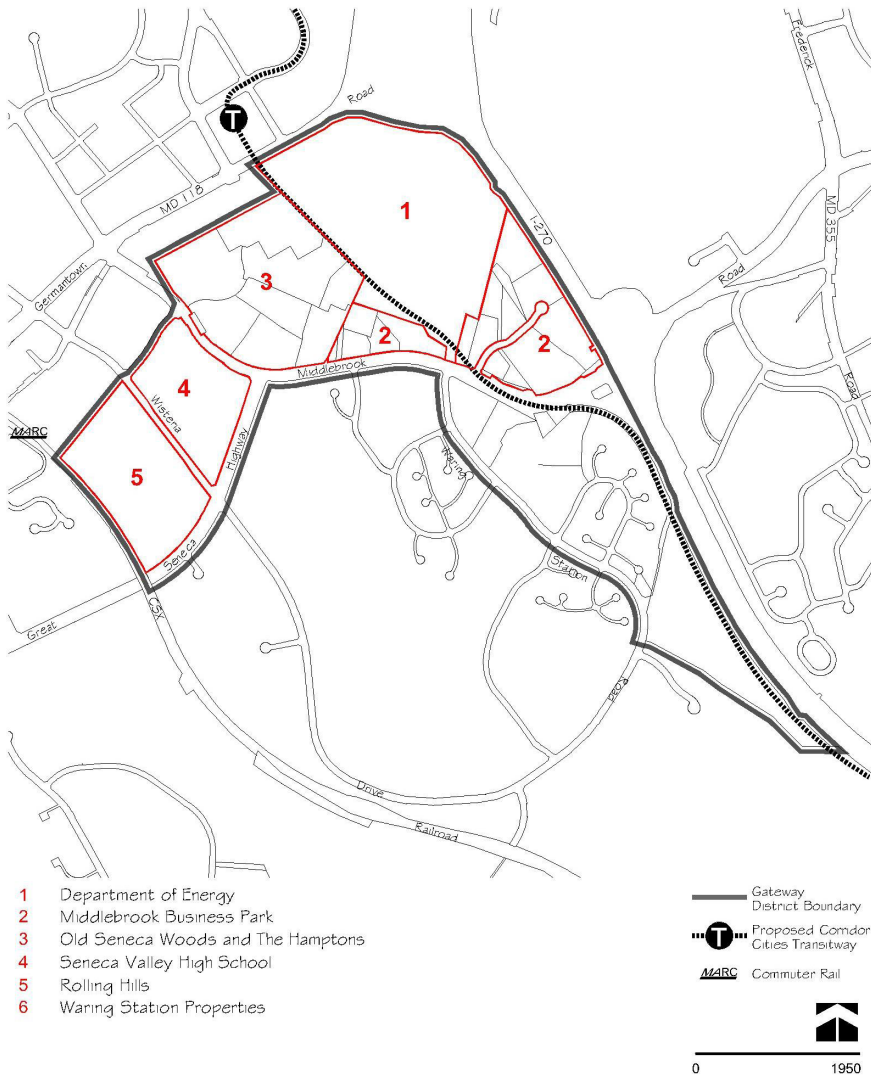 Road
Frederick
T
MD 118
1
I-270
MD 355
Road
Germantown
3
2
2
Middlebrook
4
Wisteria
Highway
Road
MARC
Waring
5
Seneca
Station
CSX
Great
Road
Drive
Railroad
1 Department of Energy
2 Middlebrook Business Park
3 Old Seneca Woods and The Hamptons
4 Seneca Valley High School
5 Rolling Hills
6 Waring Station Properties
Gateway
District Boundary
T Proposed Corridor
Cities Transitway
MARC Commuter Rail
0 1950